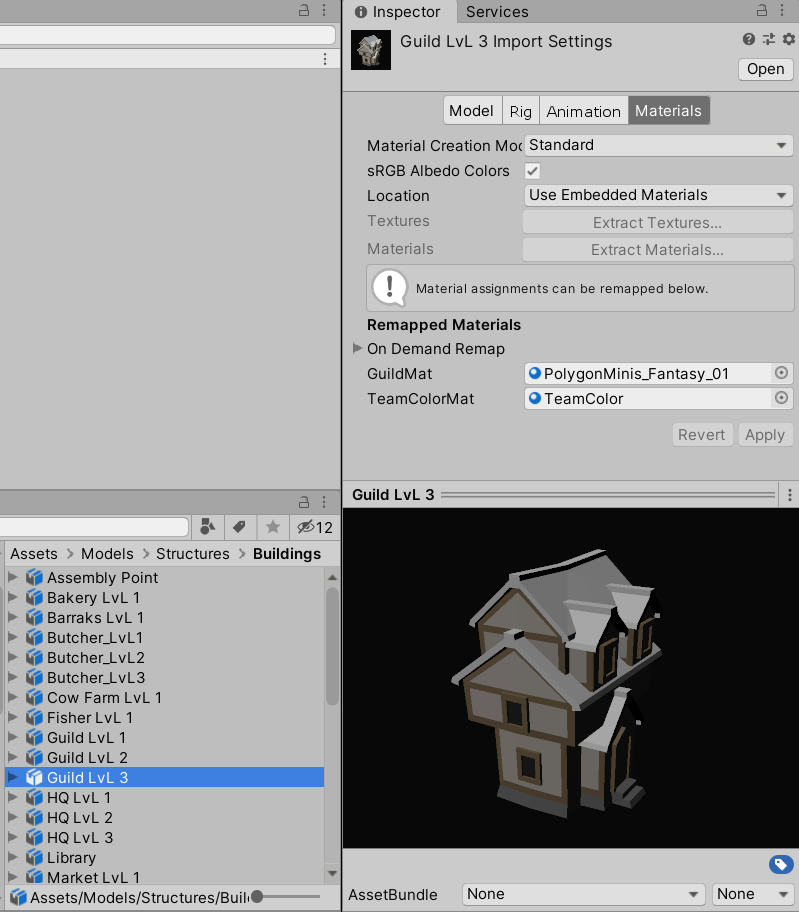 Inspector Services
Guild LvL 3 Import Settings
Open
Model Rig Animation Materials
Material Creation Mod Standard
sRGB Albedo Colors
Location Use Embedded Materials
Textures Extract Textures...
Materials Extract Materials...
Material assignments can be remapped below.
Remapped Materials
On Demand Remap
GuildMat PolygonMinis_Fantasy_01
TeamColorMat TeamColor
Revert Apply
Guild LvL 3
12
Assets > Models > Structures > Buildings
Assembly Point
Bakery LvL 1
Barraks LvL 1
Butcher_LvL1
Butcher_LvL2
Butcher_LvL3
Cow Farm LvL 1
Fisher LvL 1
Guild LvL 1
Guild LvL 2
Guild LvL 3
HQ LvL 1
HQ LvL 2
HQ LvL 3
Library
Market LvL 1
Assets/Models/Structures/Buil
AssetBundle None None